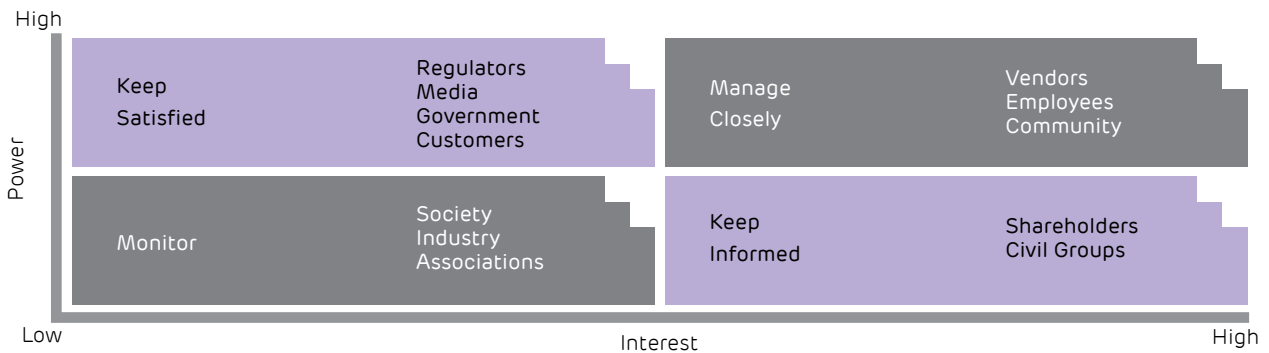 High
Power
Keep
Satisfied
Regulators
Media
Government
Customers
Manage
Closely
Vendors
Employees
Community
Monitor
Society
Industry
Associations
Keep
Informed
Shareholders
Civil Groups
Low
Interest
High